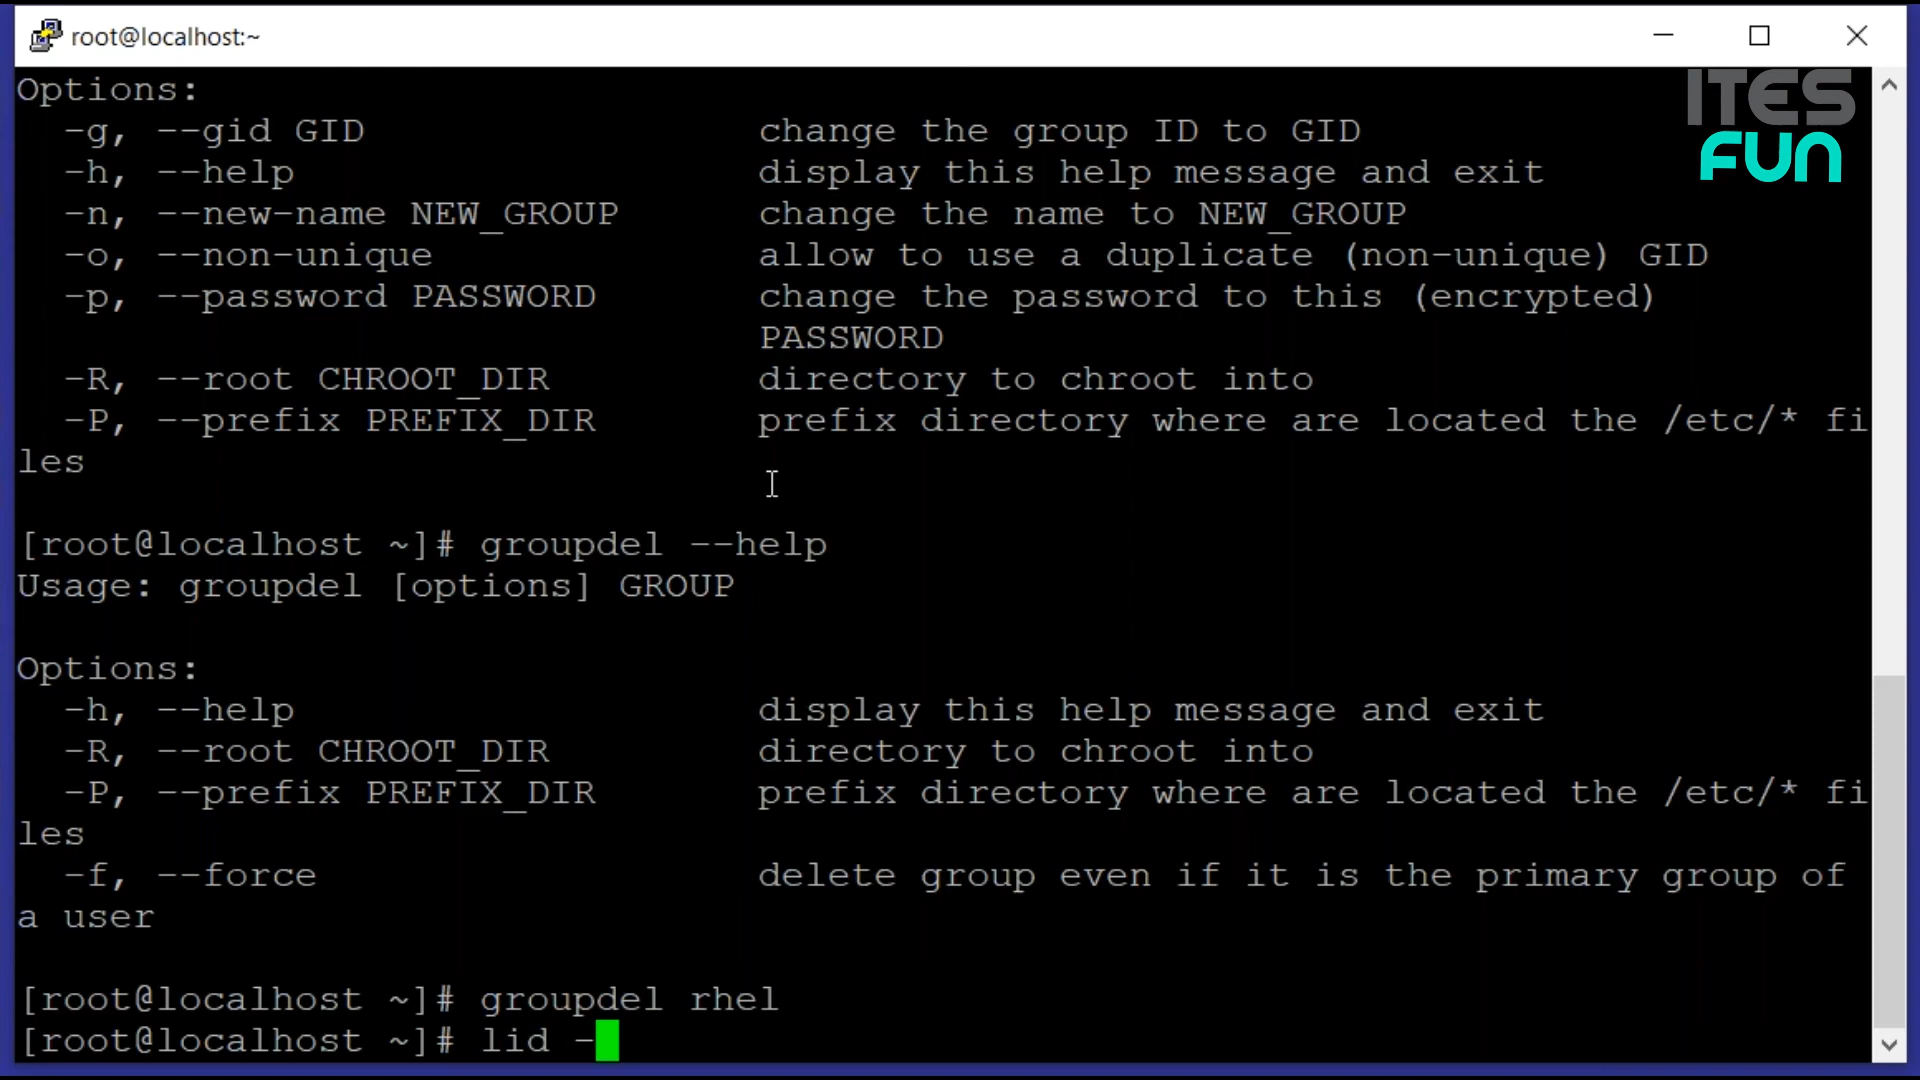 root@localhost:~
ITES
FUN
Options:
-g, --gid GID change the group ID to GID
-h, --help display this help message and exit
-n, --new-name NEW_GROUP change the name to NEW_GROUP
-o, --non-unique allow to use a duplicate (non-unique) GID
-p, --password PASSWORD change the password to this (encrypted)
PASSWORD
-R, --root CHROOT_DIR directory to chroot into
-P, --prefix PREFIX_DIR prefix directory where are located the /etc/* fi
les
[root@localhost ~]# groupdel --help
Usage: groupdel [options] GROUP
Options:
-h, --help display this help message and exit
-R, --root CHROOT_DIR directory to chroot into
-P, --prefix PREFIX_DIR prefix directory where are located the /etc/* fi
les
-f, --force delete group even if it is the primary group of
a user
[root@localhost ~]# groupdel rhel
[root@localhost ~]# lid -